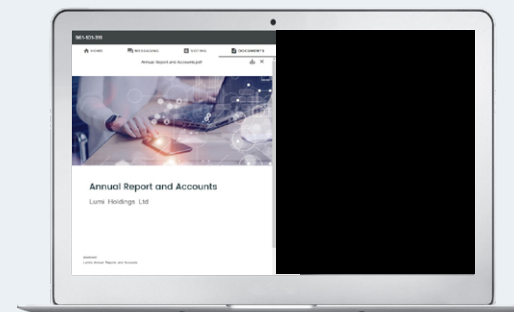 HOME
MESSAGING
VOTING
DOCUMENTS
Annual Report and Accounts.pdf
Annual Report and Accounts
Lumi Holdings Ltd